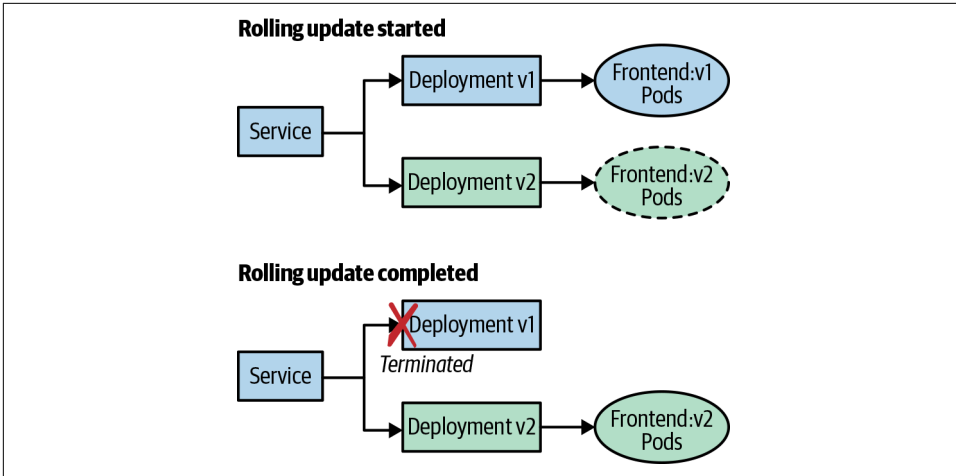 Rolling update started
Deployment v1
Frontend:v1
Pods
Service
Deployment v2
Frontend:v2
Pods
Rolling update completed
Deployment v1
Terminated
Service
Deployment v2
Frontend:v2
Pods